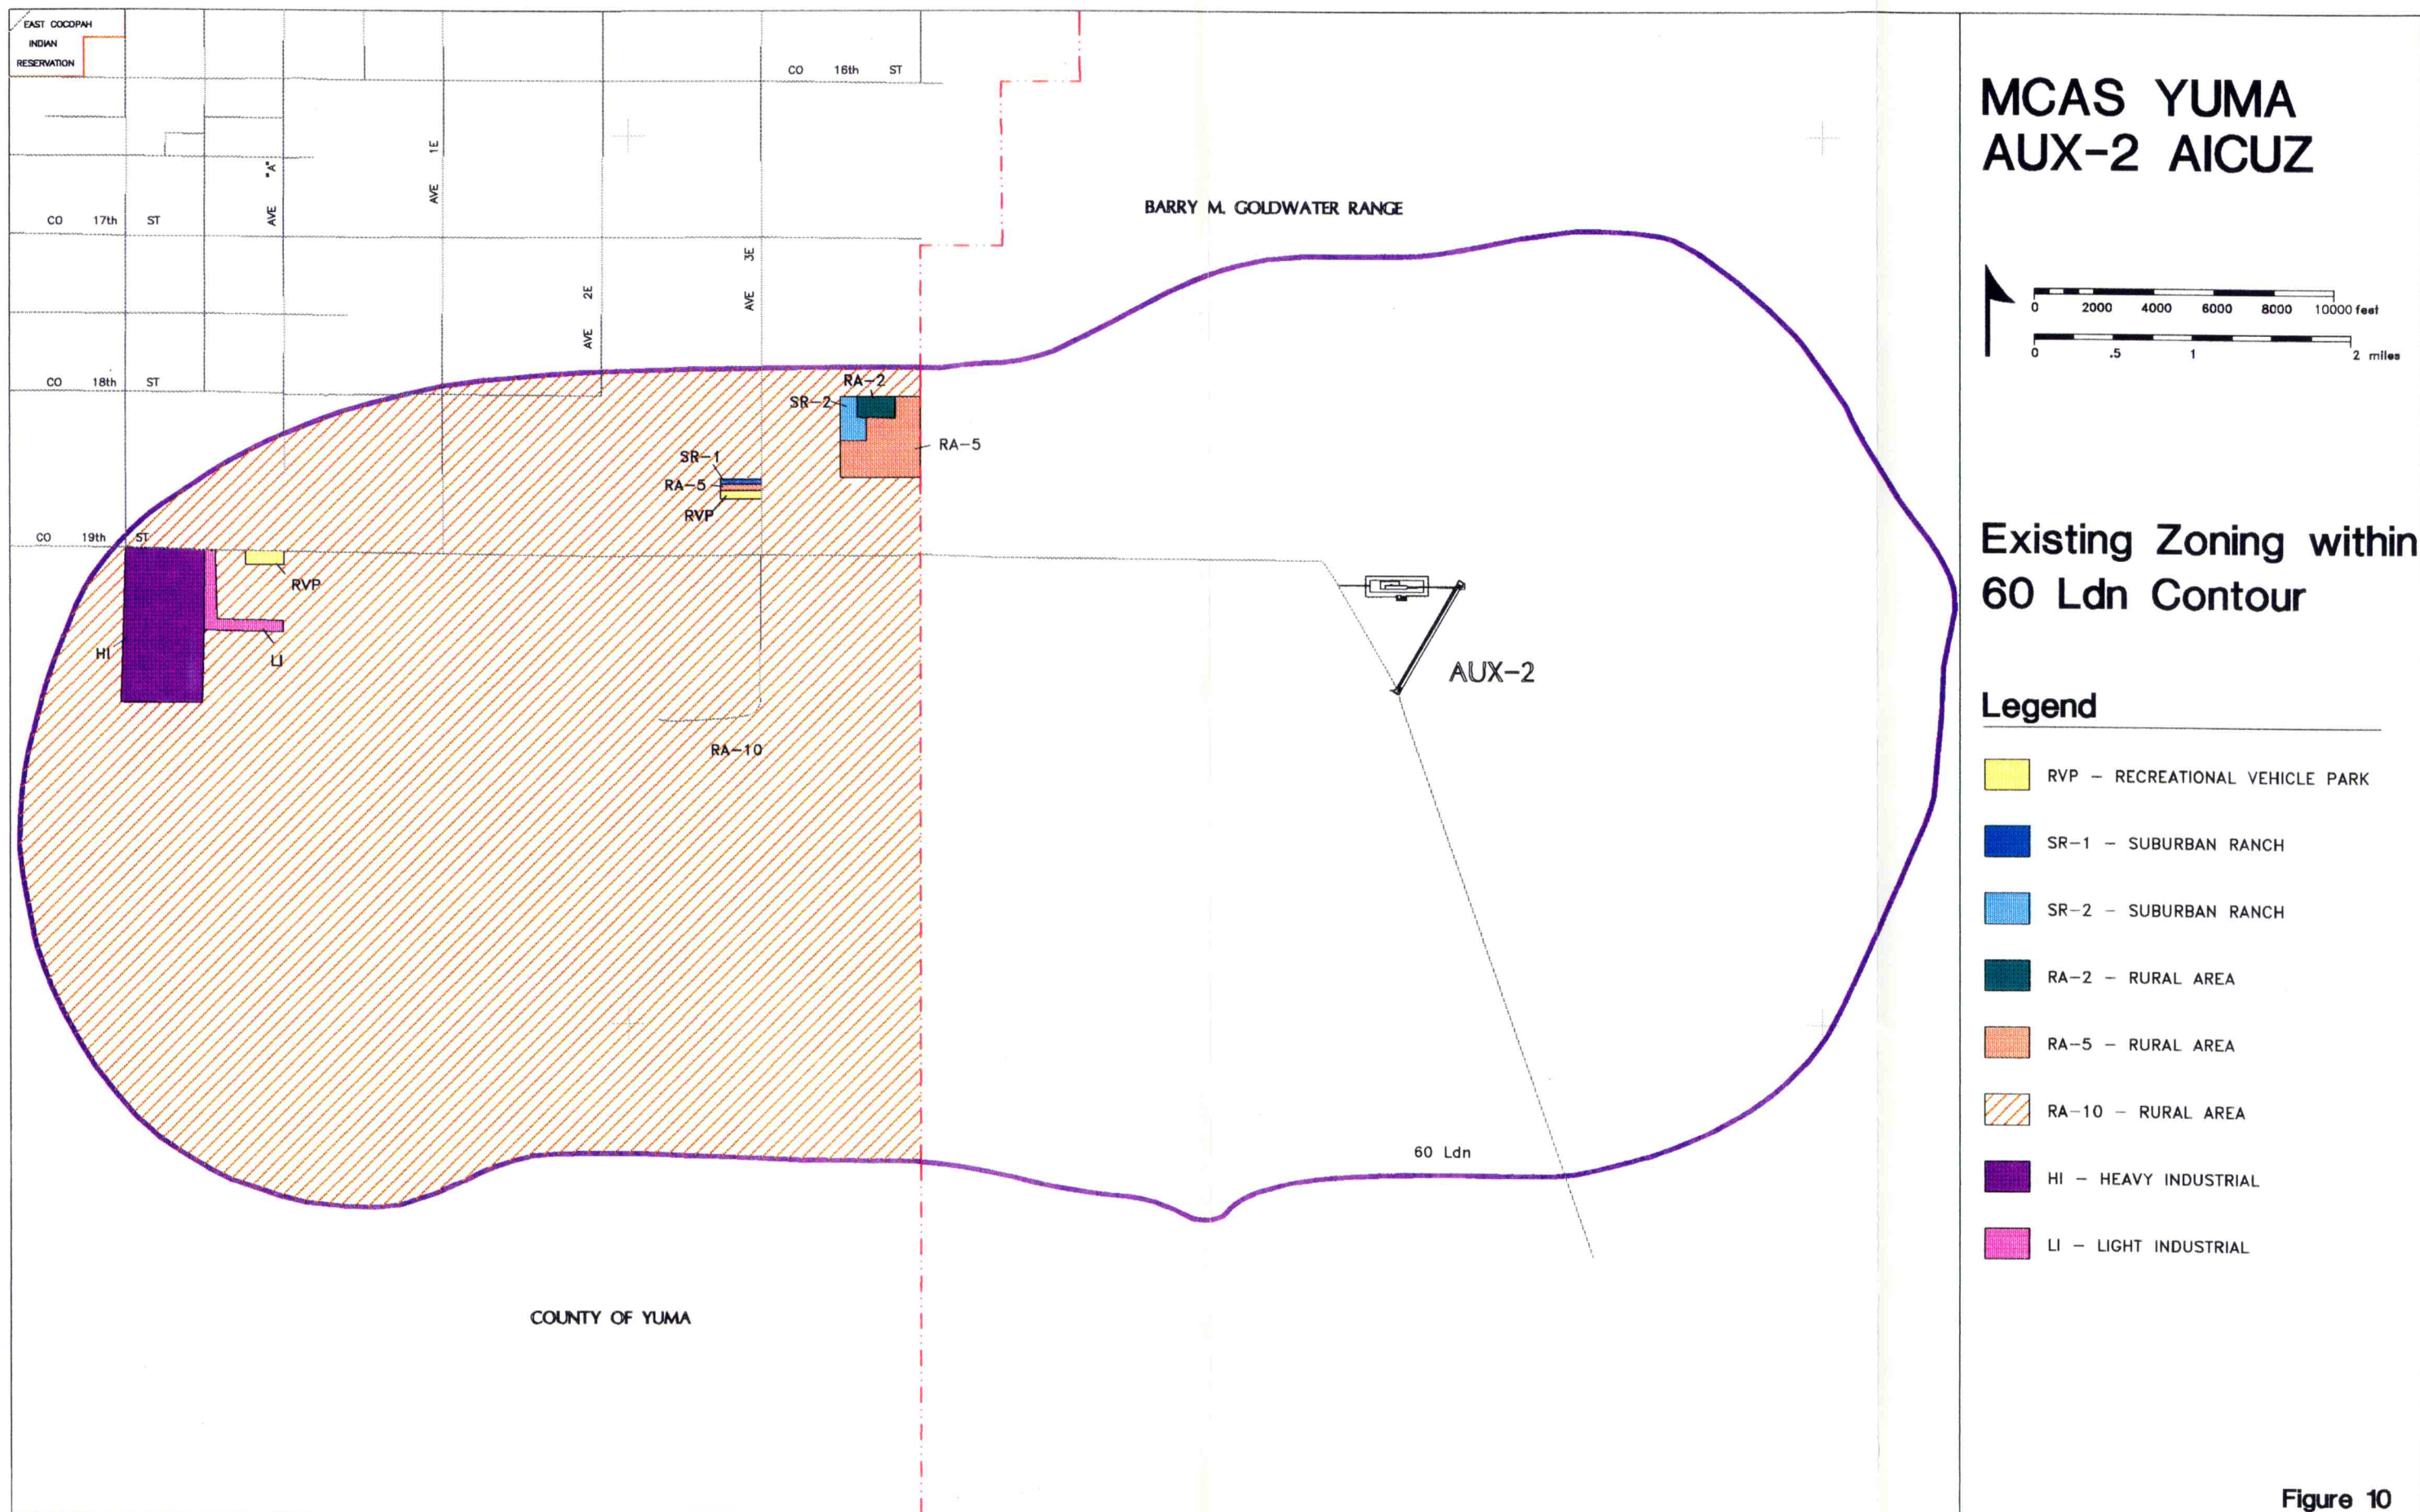 EAST COCOPAH
INDIAN
RESERVATION
CO 16th ST
AVE "A"
AVE 1E
CO 17th ST
AVE 2E
AVE 3E
BARRY M. GOLDWATER RANGE
CO 18th ST
RA-2
SR-2
RA-5
SR-1
RA-5
RVP
CO 19th ST
RVP
HI
LI
RA-10
AUX-2
60 Ldn
COUNTY OF YUMA
MCAS YUMA
AUX-2 AICUZ
0 2000 4000 6000 8000 10000 feet
0 .5 1 2 miles
Existing Zoning within
60 Ldn Contour
Legend
RVP - RECREATIONAL VEHICLE PARK
SR-1 - SUBURBAN RANCH
SR-2 - SUBURBAN RANCH
RA-2 - RURAL AREA
RA-5 - RURAL AREA
RA-10 - RURAL AREA
HI - HEAVY INDUSTRIAL
LI - LIGHT INDUSTRIAL
Figure 10